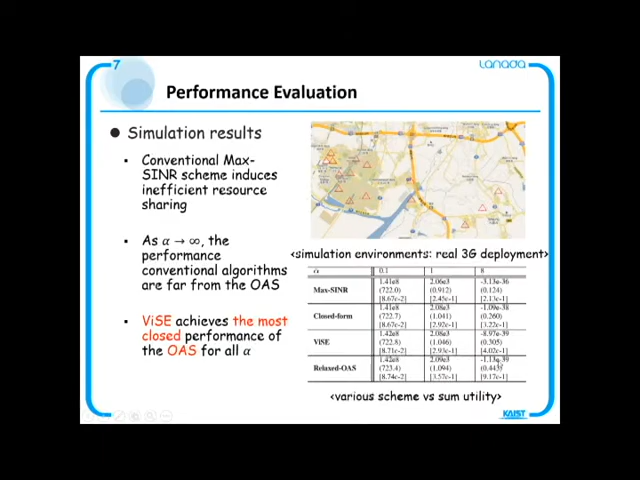 7
LANADA
Performance Evaluation
● Simulation results
▪ Conventional Max-
SINR scheme induces
inefficient resource
sharing
▪ As α → ∞, the
performance
conventional algorithms
are far from the OAS
▪ ViSE achieves the most
closed performance of
the OAS for all α
<simulation environments: real 3G deployment>
α 0.1 1 8
Max-SINR 1.41e8 2.06e3 -3.13e-36
(722.0) (0.912) (0.124)
[8.67e-2] [2.45e-1] [2.13e-1]
Closed-form 1.41e8 2.08e3 -1.09e-38
(722.7) (1.041) (0.260)
[8.67e-2] [2.92e-1] [3.22e-1]
ViSE 1.42e8 2.08e3 -8.97e-39
(722.8) (1.046) (0.305)
[8.71e-2] [2.93e-1] [4.02e-1]
Relaxed-OAS 1.42e8 2.09e3 -1.13e-39
(723.4) (1.094)
[8.74e-2] [3.57e-1] [9.17e-1]
<various scheme vs sum utility>
KAIST